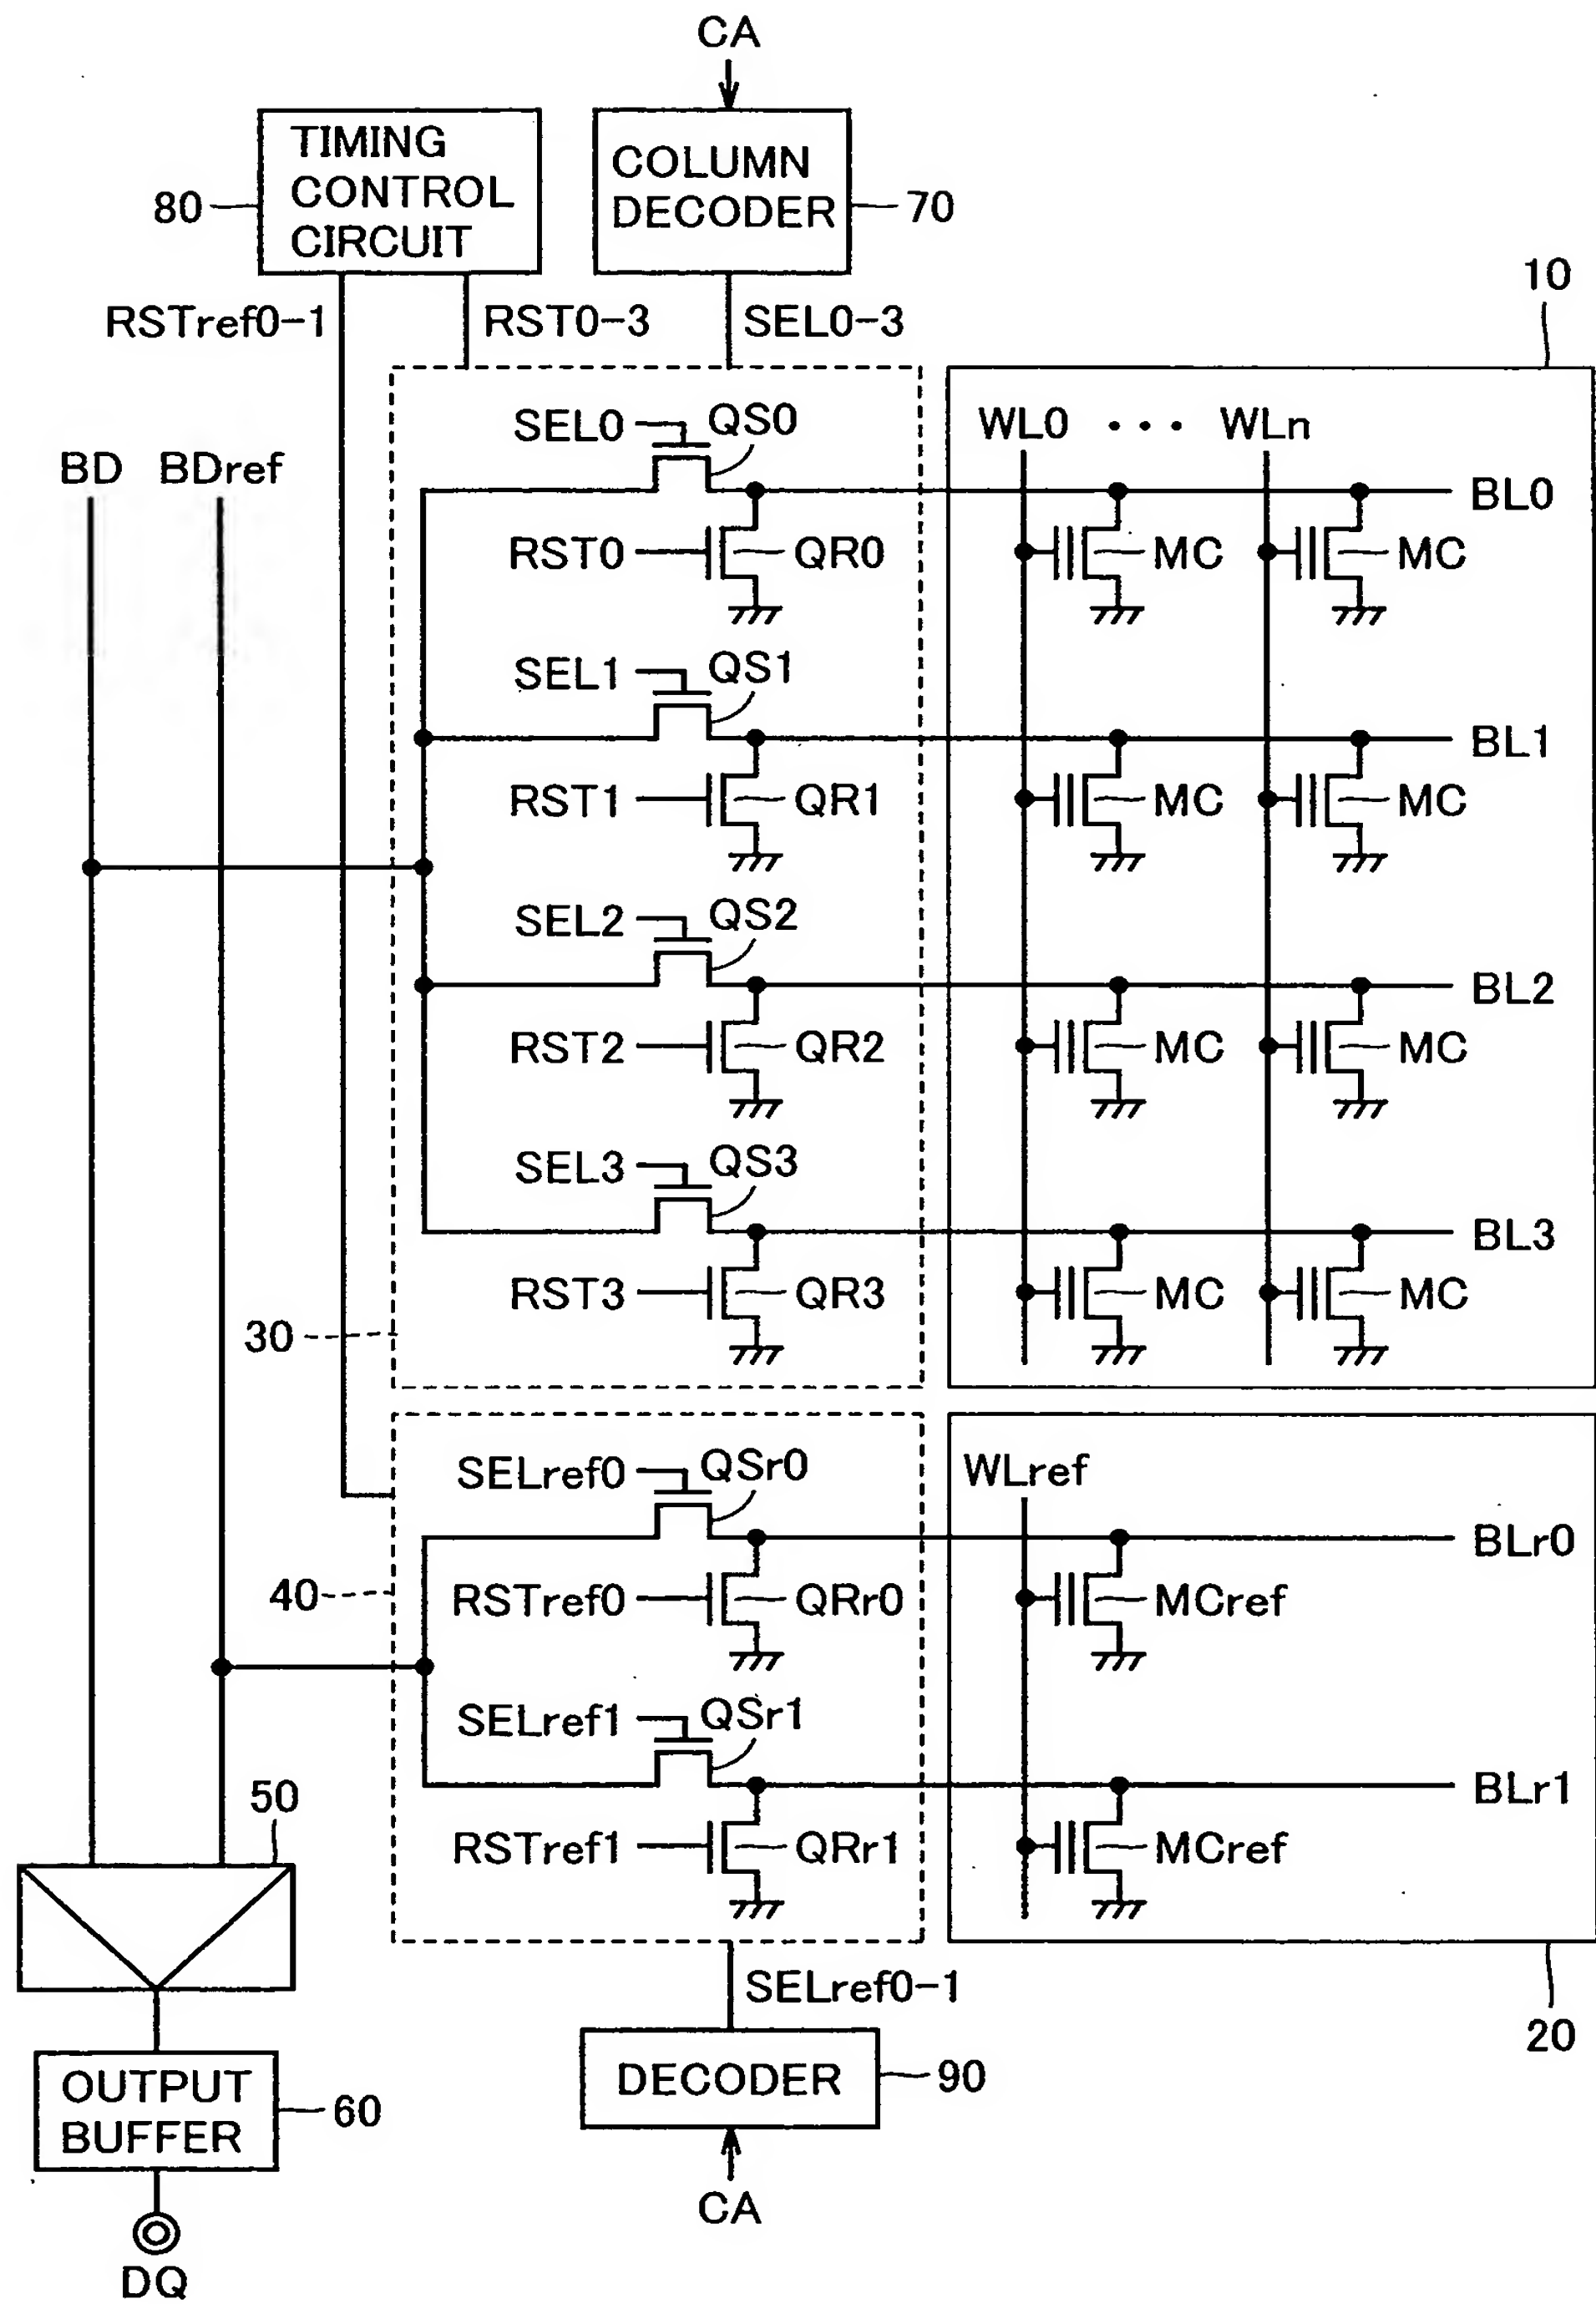 CA
TIMING
CONTROL
CIRCUIT
COLUMN
DECODER
80
70
10
RSTref0-1
RST0-3
SEL0-3
BD
BDref
SEL0
QS0
WL0 • • • WLn
BL0
RST0
QR0
MC
MC
SEL1
QS1
BL1
RST1
QR1
MC
MC
SEL2
QS2
BL2
RST2
QR2
MC
MC
SEL3
QS3
BL3
RST3
QR3
MC
MC
30
SELref0
QSr0
WLref
BLr0
40
RSTref0
QRr0
MCref
SELref1
QSr1
BLr1
50
RSTref1
QRr1
MCref
SELref0-1
20
DECODER
90
OUTPUT
BUFFER
60
CA
DQ